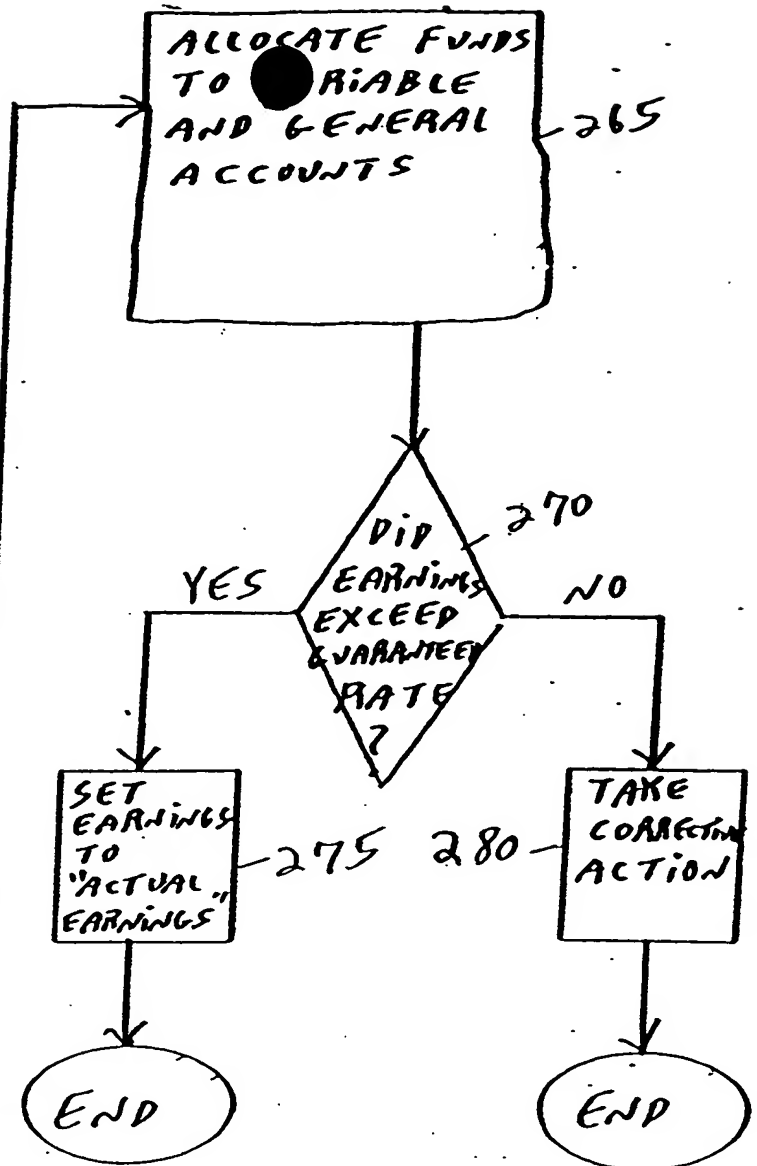 ALLOCATE FUNDS
TO RIABLE
AND GENERAL
ACCOUNTS
265
270
DID
EARNINGS
EXCEED
GUARANTEED
RATE
?
YES
NO
SET
EARNINGS
TO
"ACTUAL
EARNINGS"
275
280
TAKE
CORRECTIVE
ACTION
END
END